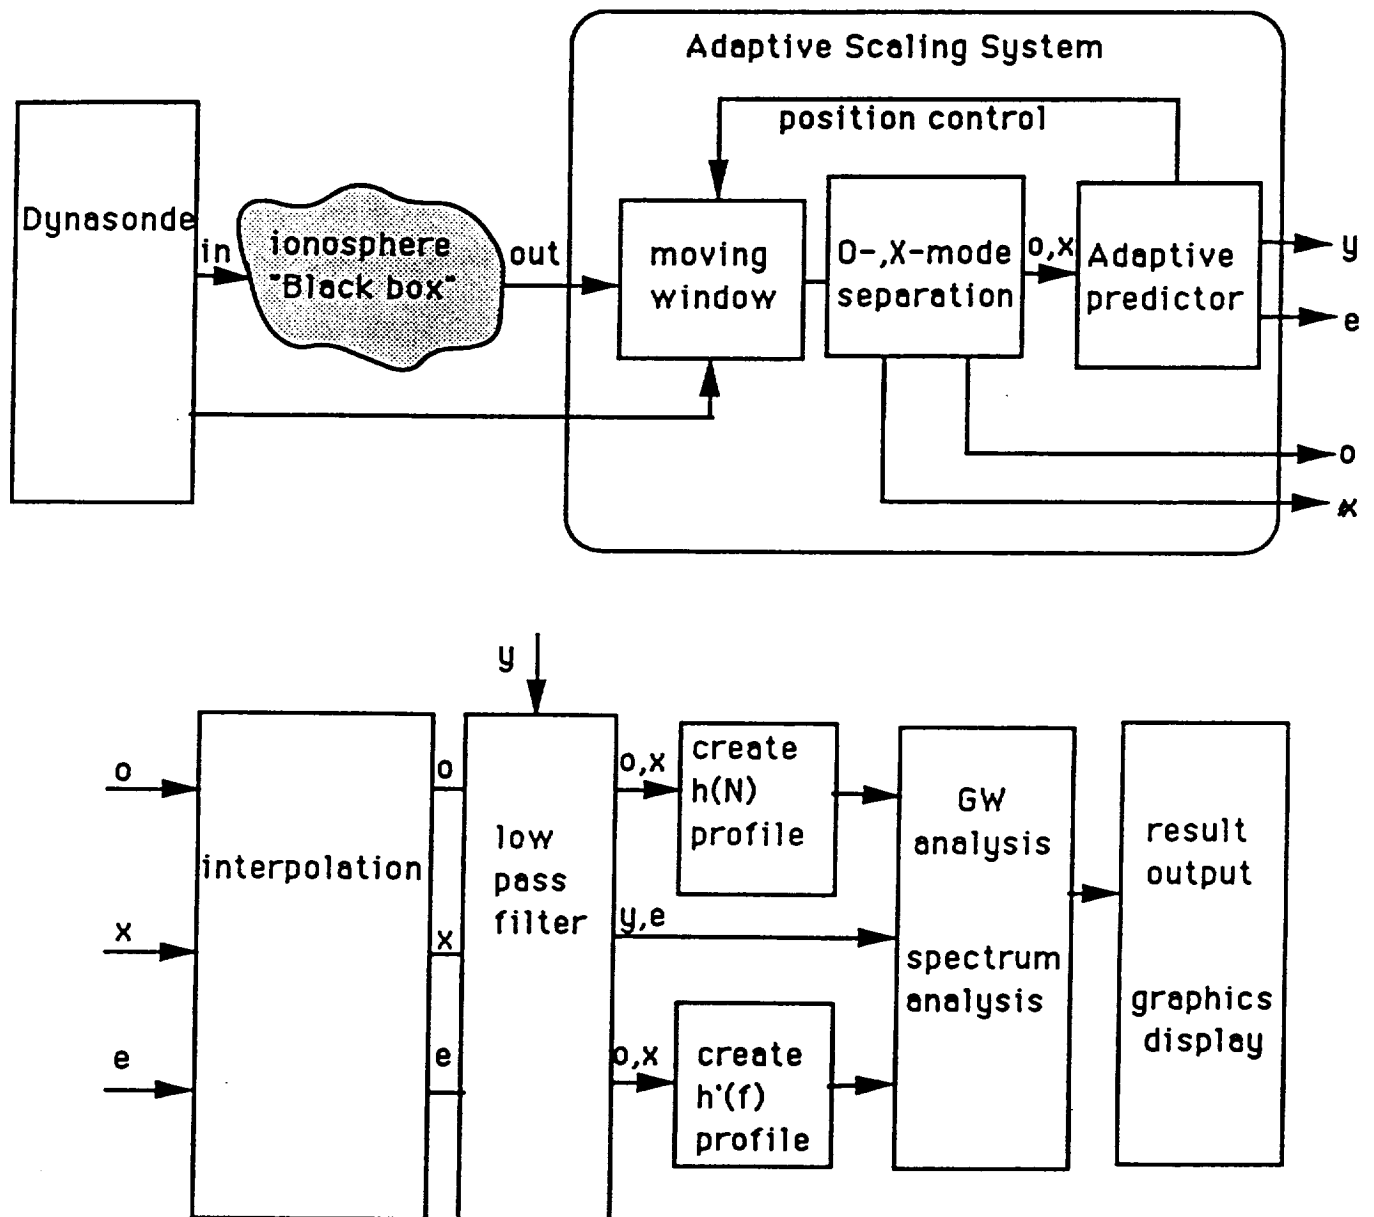 Adaptive Scaling System
position control
Dynasonde
in
ionosphere
"Black box"
out
moving
window
O-,X-mode
separation
o,x
Adaptive
predictor
y
e
o
x
y
o
x
e
interpolation
o
x
e
low
pass
filter
o,x
y,e
o,x
create
h(N)
profile
create
h'(f)
profile
GW
analysis
spectrum
analysis
result
output
graphics
display